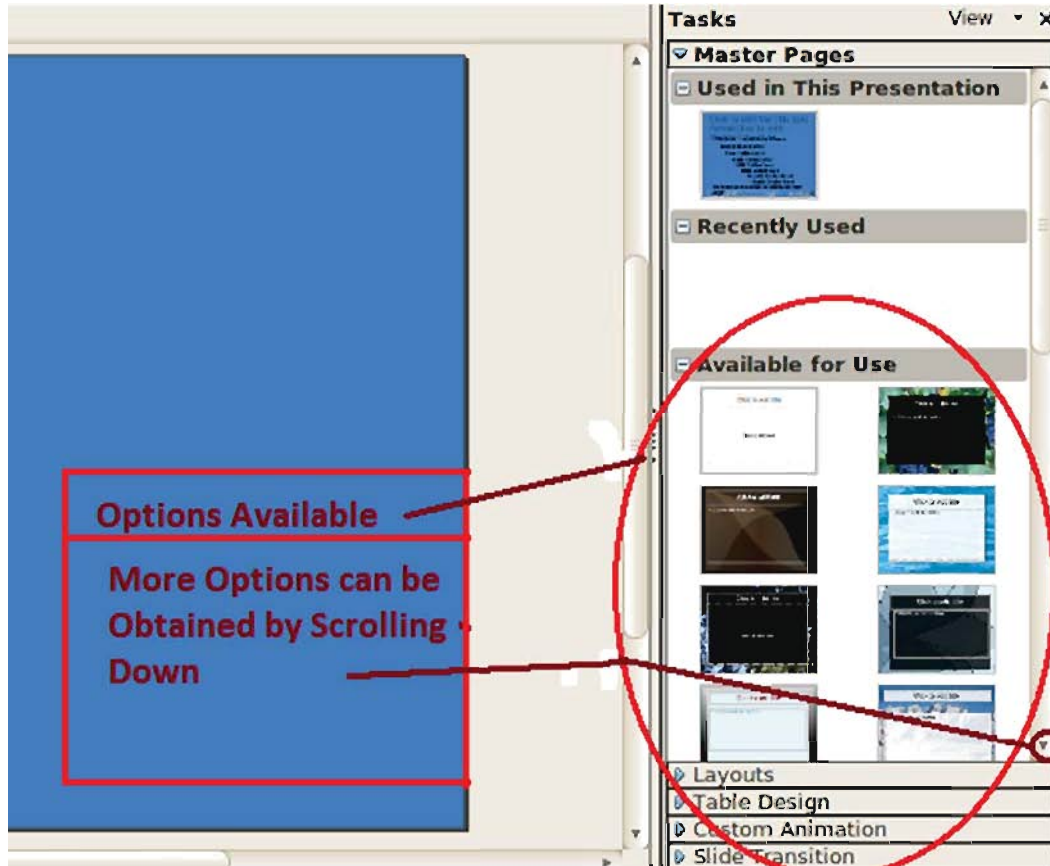 Tasks View
Master Pages
Used in This Presentation
Recently Used
Available for Use
Options Available
More Options can be
Obtained by Scrolling
Down
Layouts
Table Design
Custom Animation
Slide Transition